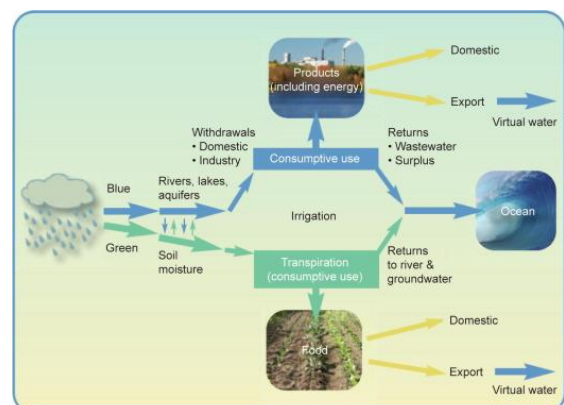 Products
(including energy)
Domestic
Export
Virtual water
Withdrawals
• Domestic
• Industry
Consumptive use
Returns
• Wastewater
• Surplus
Blue
Rivers, lakes,
aquifers
Irrigation
Ocean
Green
Soil
moisture
Transpiration
(consumptive use)
Returns
to river &
groundwater
Food
Domestic
Export
Virtual water